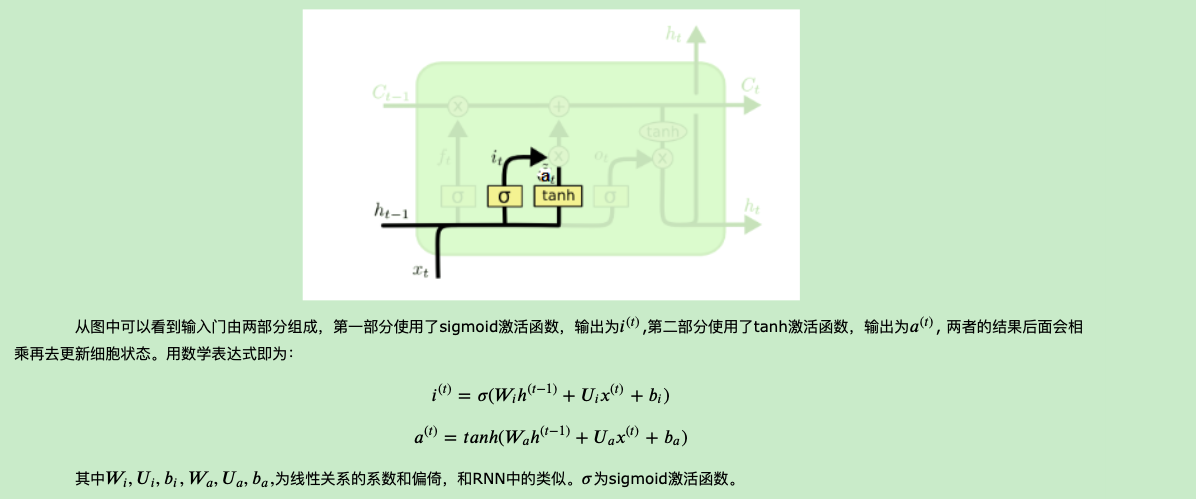 h_t
C_{t-1}
C_t
tanh
f_t
i_t
o_t
a_t
σ
σ
tanh
σ
h_{t-1}
h_t
x_t
从图中可以看到输入门由两部分组成，第一部分使用了sigmoid激活函数，输出为i^{(t)},第二部分使用了tanh激活函数，输出为a^{(t)}, 两者的结果后面会相
乘再去更新细胞状态。用数学表达式即为：
i^{(t)} = σ(W_i h^{(t-1)} + U_i x^{(t)} + b_i)
a^{(t)} = tanh(W_a h^{(t-1)} + U_a x^{(t)} + b_a)
其中W_i, U_i, b_i, W_a, U_a, b_a,为线性关系的系数和偏倚，和RNN中的类似。σ为sigmoid激活函数。